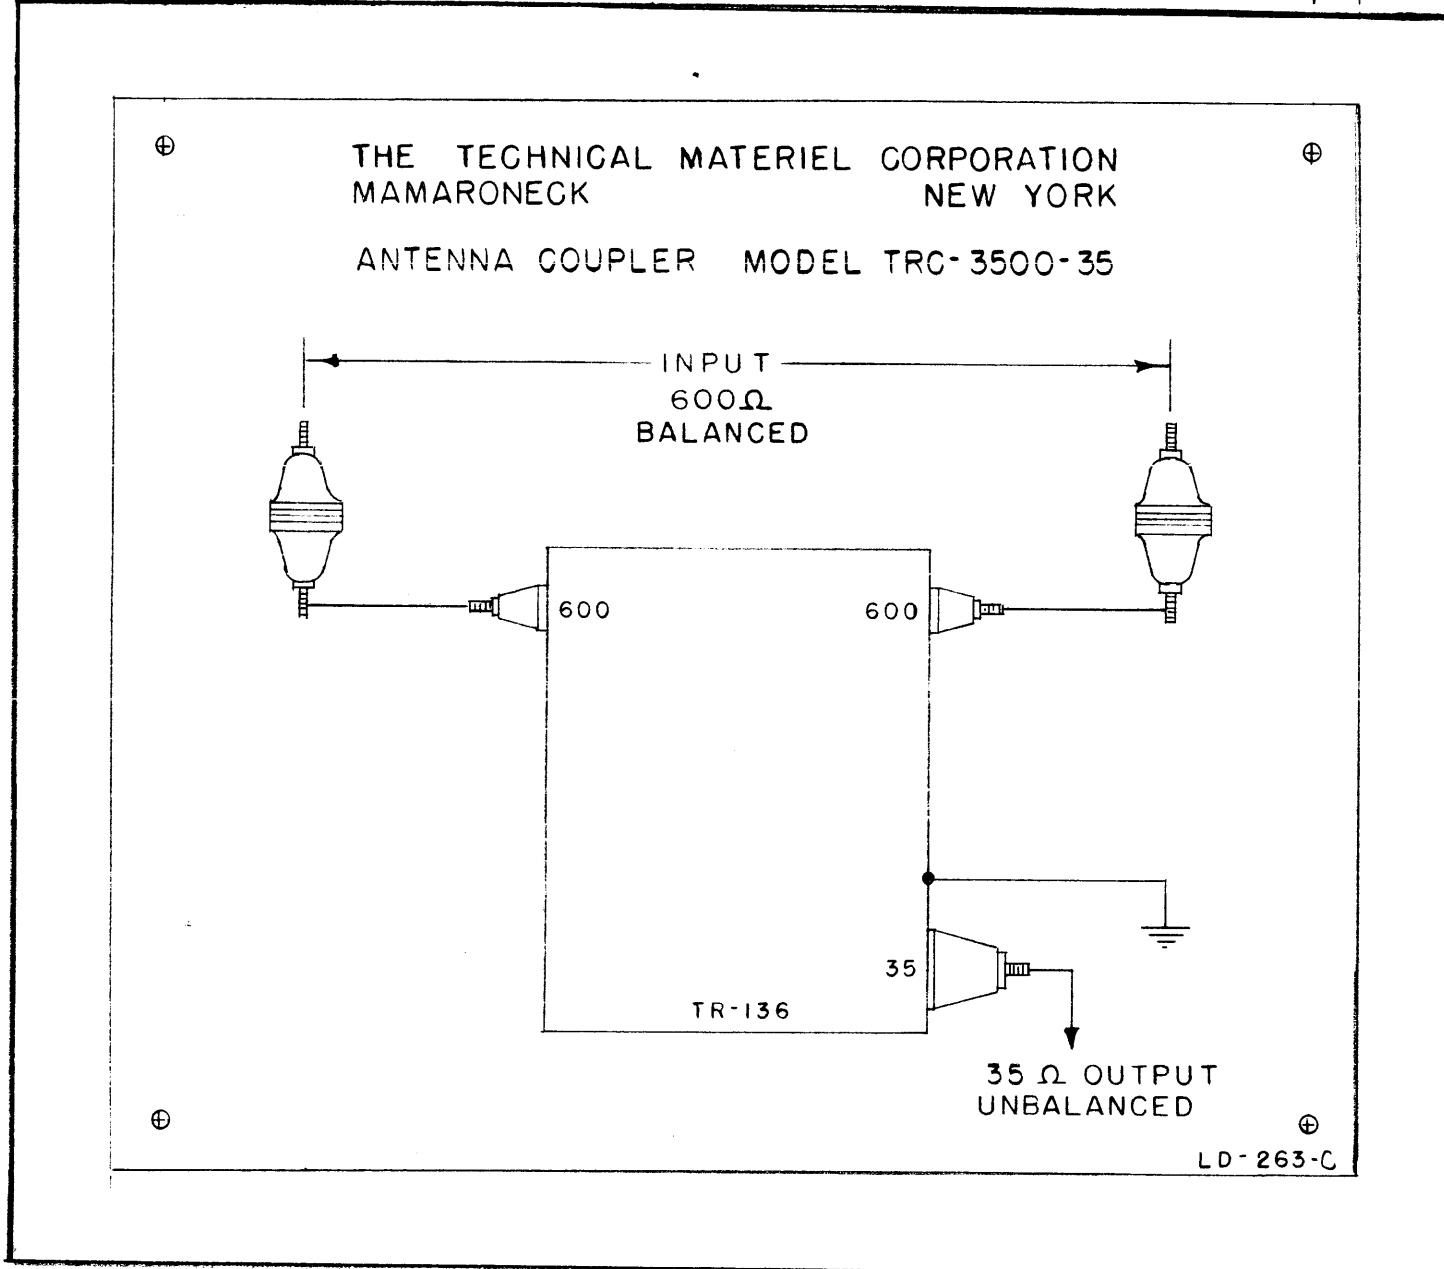 THE TECHNICAL MATERIEL CORPORATION
MAMARONECK NEW YORK
ANTENNA COUPLER MODEL TRC-3500-35
INPUT
600Ω
BALANCED
600 600
35
TR-136
35 Ω OUTPUT
UNBALANCED
LD-263-C